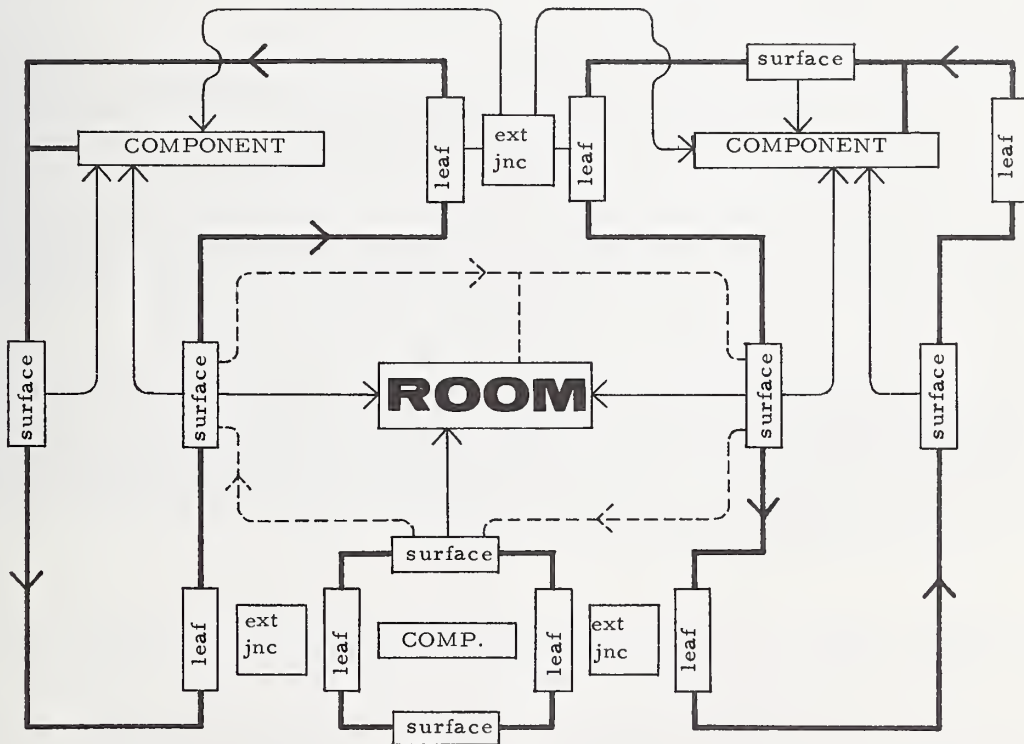 surface
ext
jnc
COMPONENT
COMPONENT
leaf
leaf
leaf
ROOM
surface
surface
surface
surface
surface
ext
jnc
COMP.
ext
jnc
leaf
leaf
leaf
leaf
surface